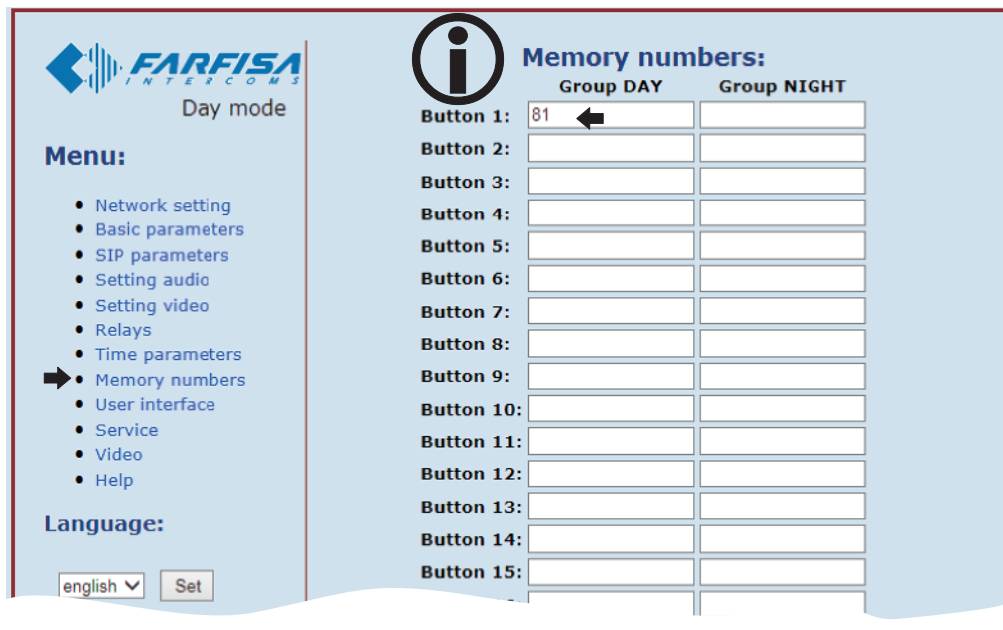 FARFISA
INTERCOMS
Day mode
Menu:
Network setting
Basic parameters
SIP parameters
Setting audio
Setting video
Relays
Time parameters
Memory numbers
User interface
Service
Video
Help
Language:
english Set
i
Memory numbers:
Group DAY Group NIGHT
Button 1: 81
Button 2:
Button 3:
Button 4:
Button 5:
Button 6:
Button 7:
Button 8:
Button 9:
Button 10:
Button 11:
Button 12:
Button 13:
Button 14:
Button 15: